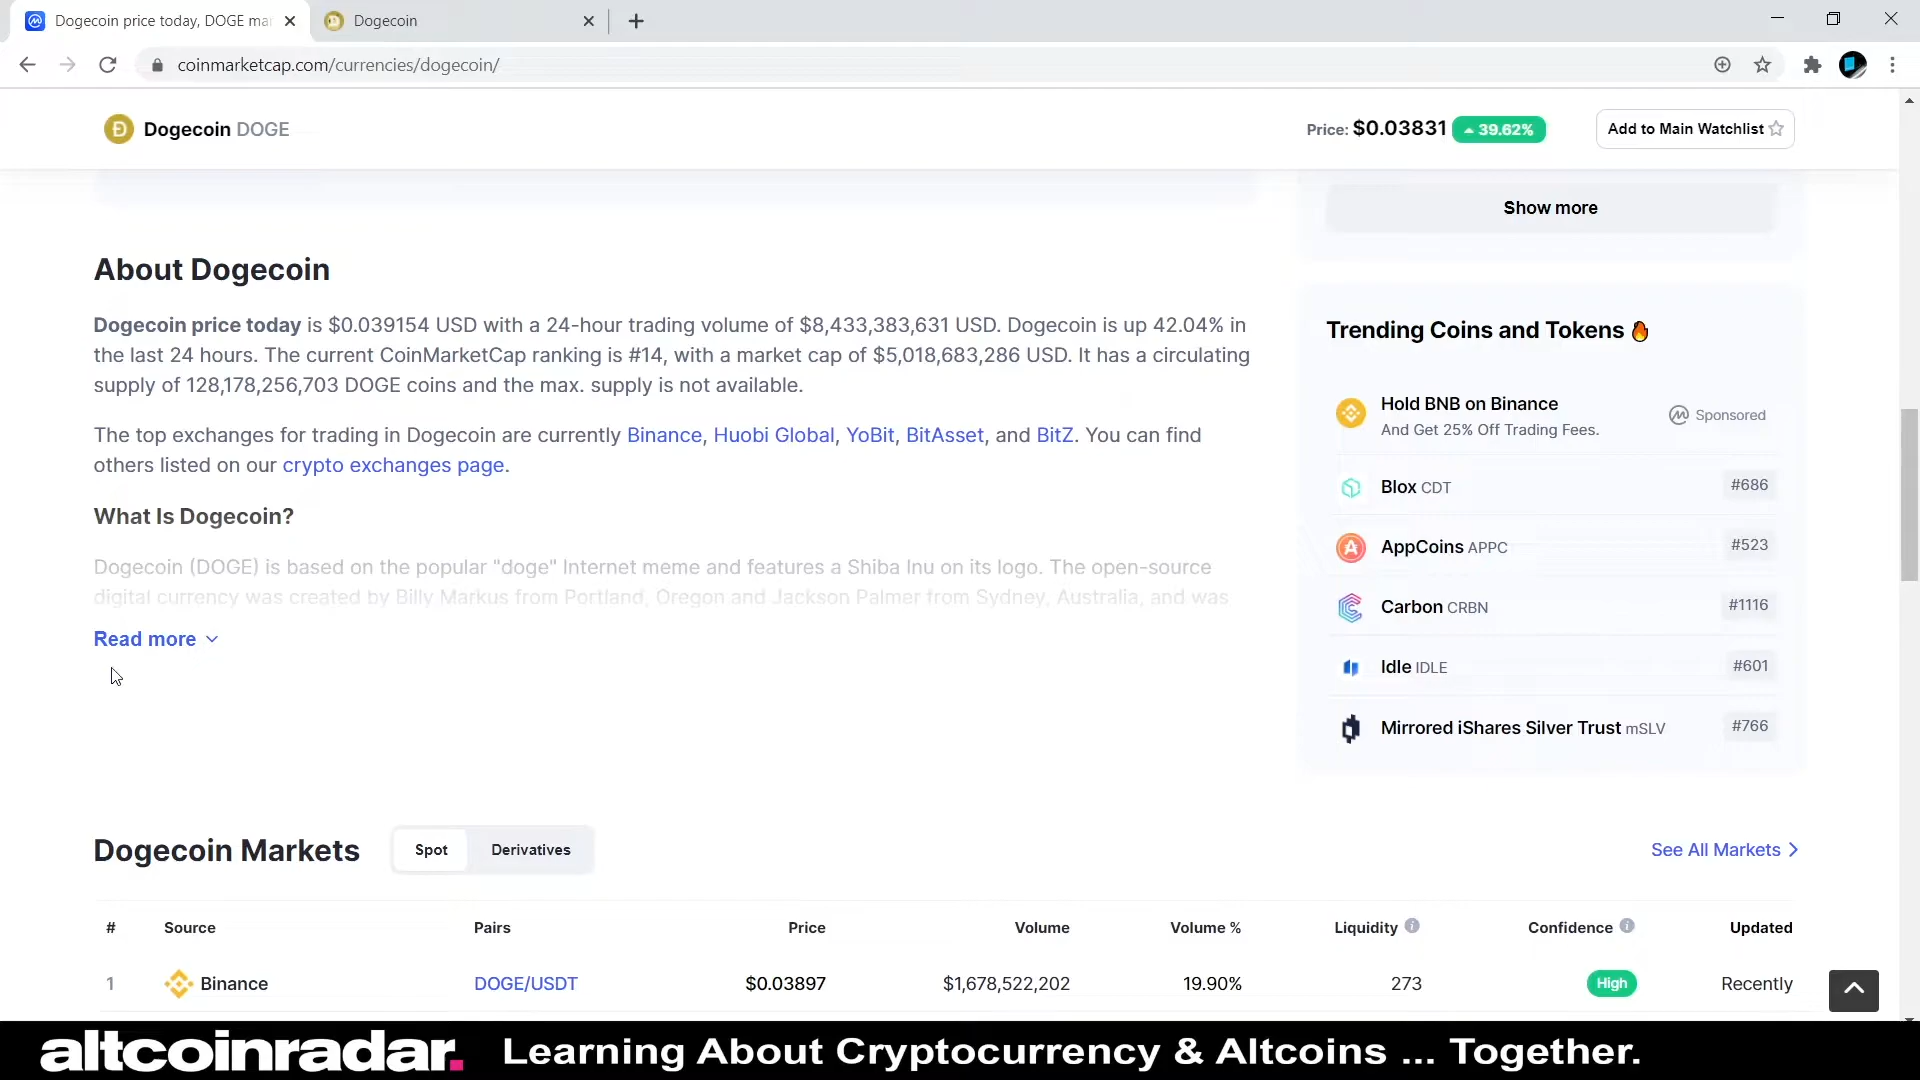 Dogecoin price today, DOGE mar
Dogecoin
coinmarketcap.com/currencies/dogecoin/
Dogecoin DOGE
Price: $0.03831
39.62%
Add to Main Watchlist
Show more
About Dogecoin
Dogecoin price today is $0.039154 USD with a 24-hour trading volume of $8,433,383,631 USD. Dogecoin is up 42.04% in
the last 24 hours. The current CoinMarketCap ranking is #14, with a market cap of $5,018,683,286 USD. It has a circulating
supply of 128,178,256,703 DOGE coins and the max. supply is not available.
The top exchanges for trading in Dogecoin are currently Binance, Huobi Global, YoBit, BitAsset, and BitZ. You can find
others listed on our crypto exchanges page.
What Is Dogecoin?
Dogecoin (DOGE) is based on the popular "doge" Internet meme and features a Shiba Inu on its logo. The open-source
digital currency was created by Billy Markus from Portland, Oregon and Jackson Palmer from Sydney, Australia, and was
Read more
Trending Coins and Tokens
Hold BNB on Binance
And Get 25% Off Trading Fees.
Sponsored
Blox CDT #686
AppCoins APPC #523
Carbon CRBN #1116
Idle IDLE #601
Mirrored iShares Silver Trust mSLV #766
Dogecoin Markets
Spot
Derivatives
See All Markets
# Source Pairs Price Volume Volume % Liquidity Confidence Updated
1 Binance DOGE/USDT $0.03897 $1,678,522,202 19.90% 273 High Recently
altcoinradar. Learning About Cryptocurrency & Altcoins ... Together.